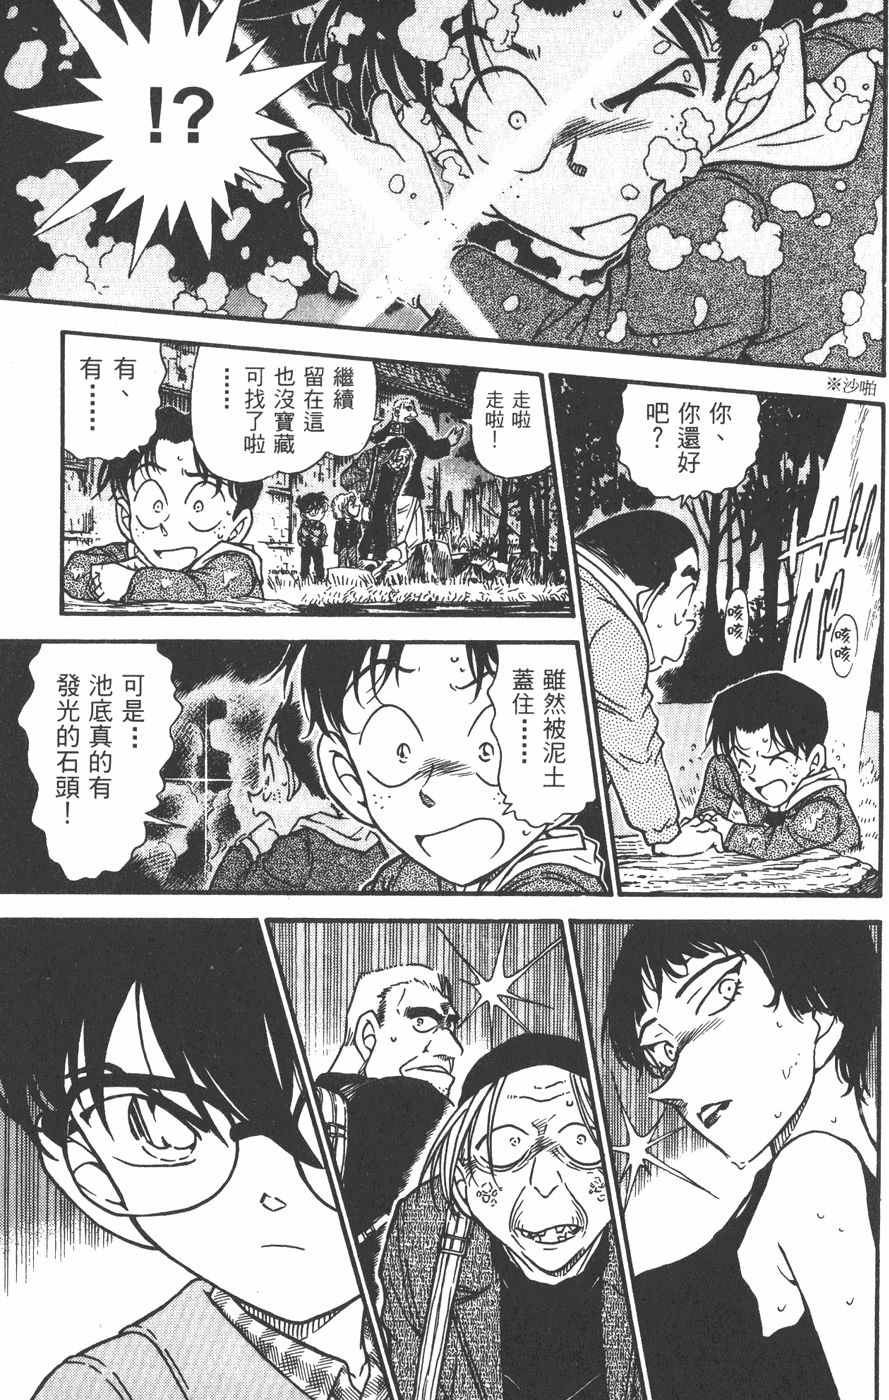 !?
※沙啪
你、
你還好
吧？
咳咳
咳咳
走啦
走啦！
繼續
留在這
也沒寶藏
可找了啦
……
有、
有……
雖然被泥土
蓋住……
可是…
池底真的有
發光的石頭！